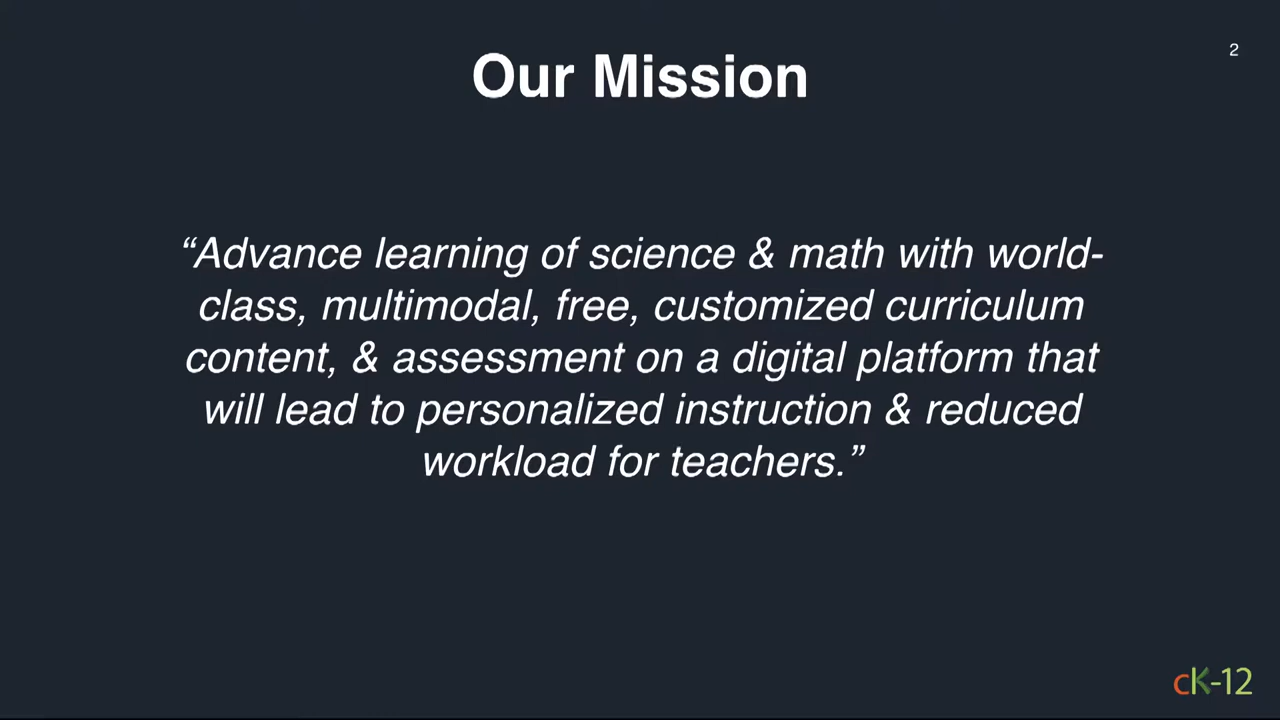 2
Our Mission
“Advance learning of science & math with world-
class, multimodal, free, customized curriculum
content, & assessment on a digital platform that
will lead to personalized instruction & reduced
workload for teachers.”
cK-12